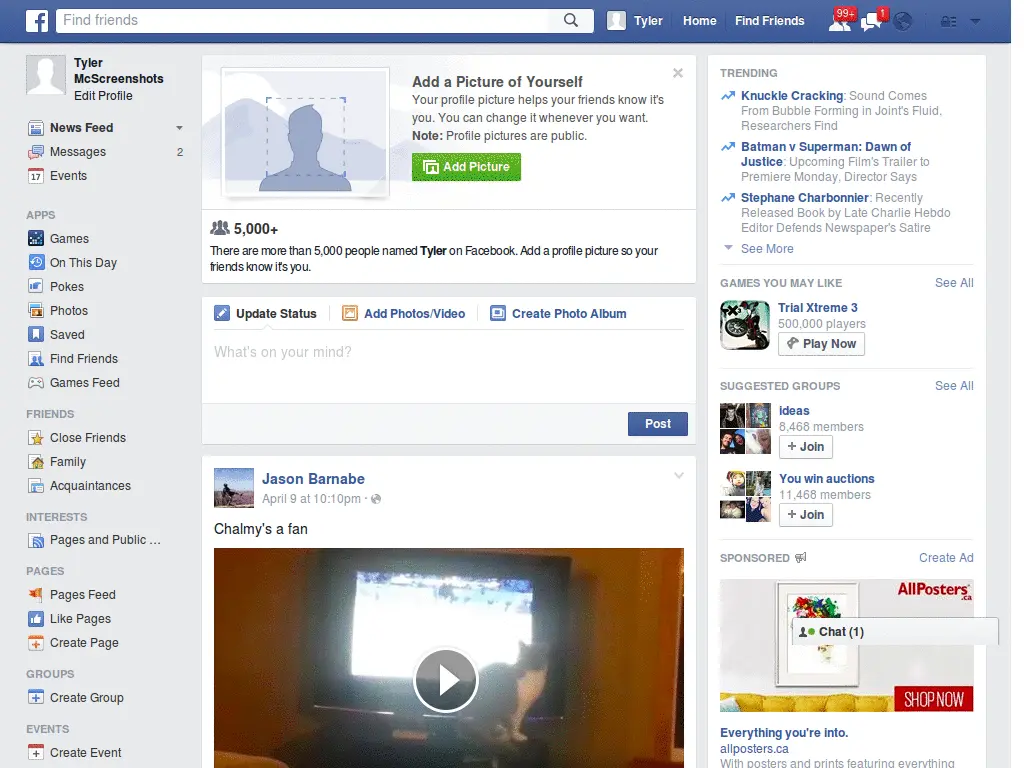 f
Find friends
Tyler
Home
Find Friends
99+
1
Tyler
McScreenshots
Edit Profile
News Feed
Messages
2
17
Events
APPS
Games
On This Day
Pokes
Photos
Saved
Find Friends
Games Feed
FRIENDS
Close Friends
Family
Acquaintances
INTERESTS
Pages and Public ...
PAGES
Pages Feed
Like Pages
Create Page
GROUPS
Create Group
EVENTS
Create Event
Add a Picture of Yourself
Your profile picture helps your friends know it's
you. You can change it whenever you want.
Note: Profile pictures are public.
Add Picture
5,000+
There are more than 5,000 people named Tyler on Facebook. Add a profile picture so your
friends know it's you.
Update Status
Add Photos/Video
Create Photo Album
What's on your mind?
Post
Jason Barnabe
April 9 at 10:10pm ·
Chalmy's a fan
TRENDING
Knuckle Cracking: Sound Comes
From Bubble Forming in Joint's Fluid,
Researchers Find
Batman v Superman: Dawn of
Justice: Upcoming Film's Trailer to
Premiere Monday, Director Says
Stephane Charbonnier: Recently
Released Book by Late Charlie Hebdo
Editor Defends Newspaper's Satire
See More
GAMES YOU MAY LIKE
See All
Trial Xtreme 3
500,000 players
Play Now
SUGGESTED GROUPS
See All
ideas
8,468 members
+ Join
You win auctions
11,468 members
+ Join
SPONSORED
Create Ad
AllPosters.ca
Chat (1)
SHOP NOW
Everything you're into.
allposters.ca
With posters and prints featuring everything